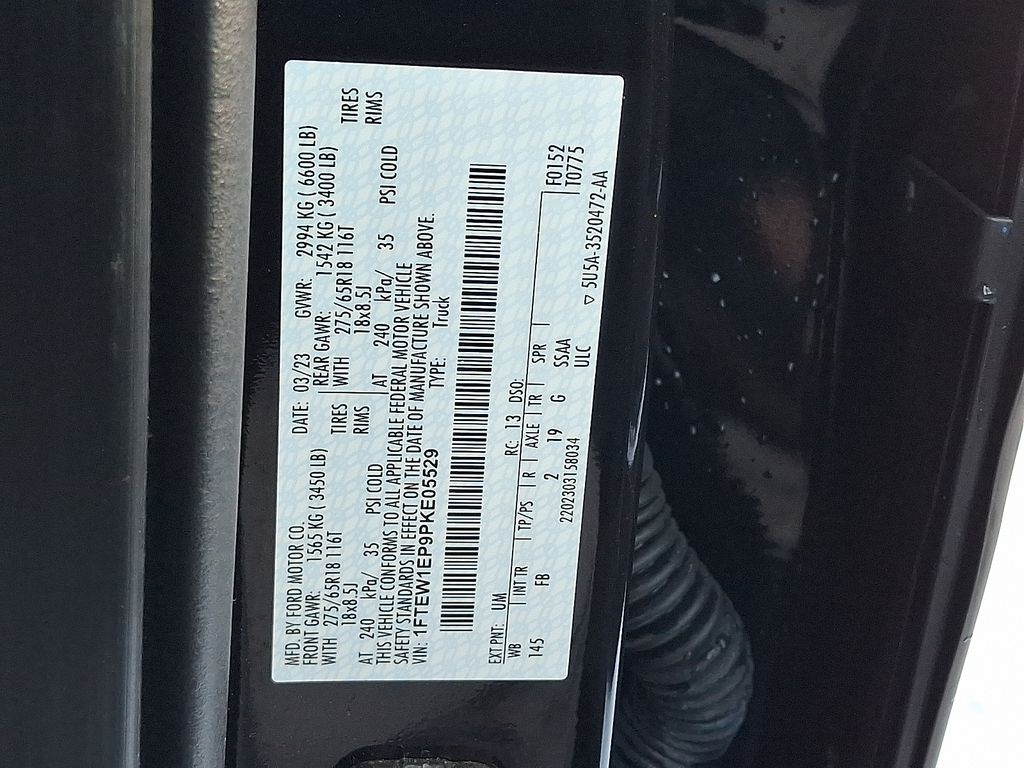 MFD. BY FORD MOTOR CO.
DATE: 03/23 GVWR: 2994 KG ( 6600 LB)
FRONT GAWR: 1565 KG ( 3450 LB) REAR GAWR: 1542 KG ( 3400 LB)
WITH 275/65R18 116T TIRES WITH 275/65R18 116T TIRES
18x8.5J RIMS 18x8.5J RIMS
AT 240 kPa/ 35 PSI COLD AT 240 kPa/ 35 PSI COLD
THIS VEHICLE CONFORMS TO ALL APPLICABLE FEDERAL MOTOR VEHICLE
SAFETY STANDARDS IN EFFECT ON THE DATE OF MANUFACTURE SHOWN ABOVE.
VIN: 1FTEW1EP9PKE05529 TYPE: Truck
EXT PNT: UM RC: 13 DSO: F0152
WB INT TR TP/PS R AXLE TR SPR T0775
145 FB 2 19 G SSAA
2202303158034 ULC
5U5A-3520472-AA